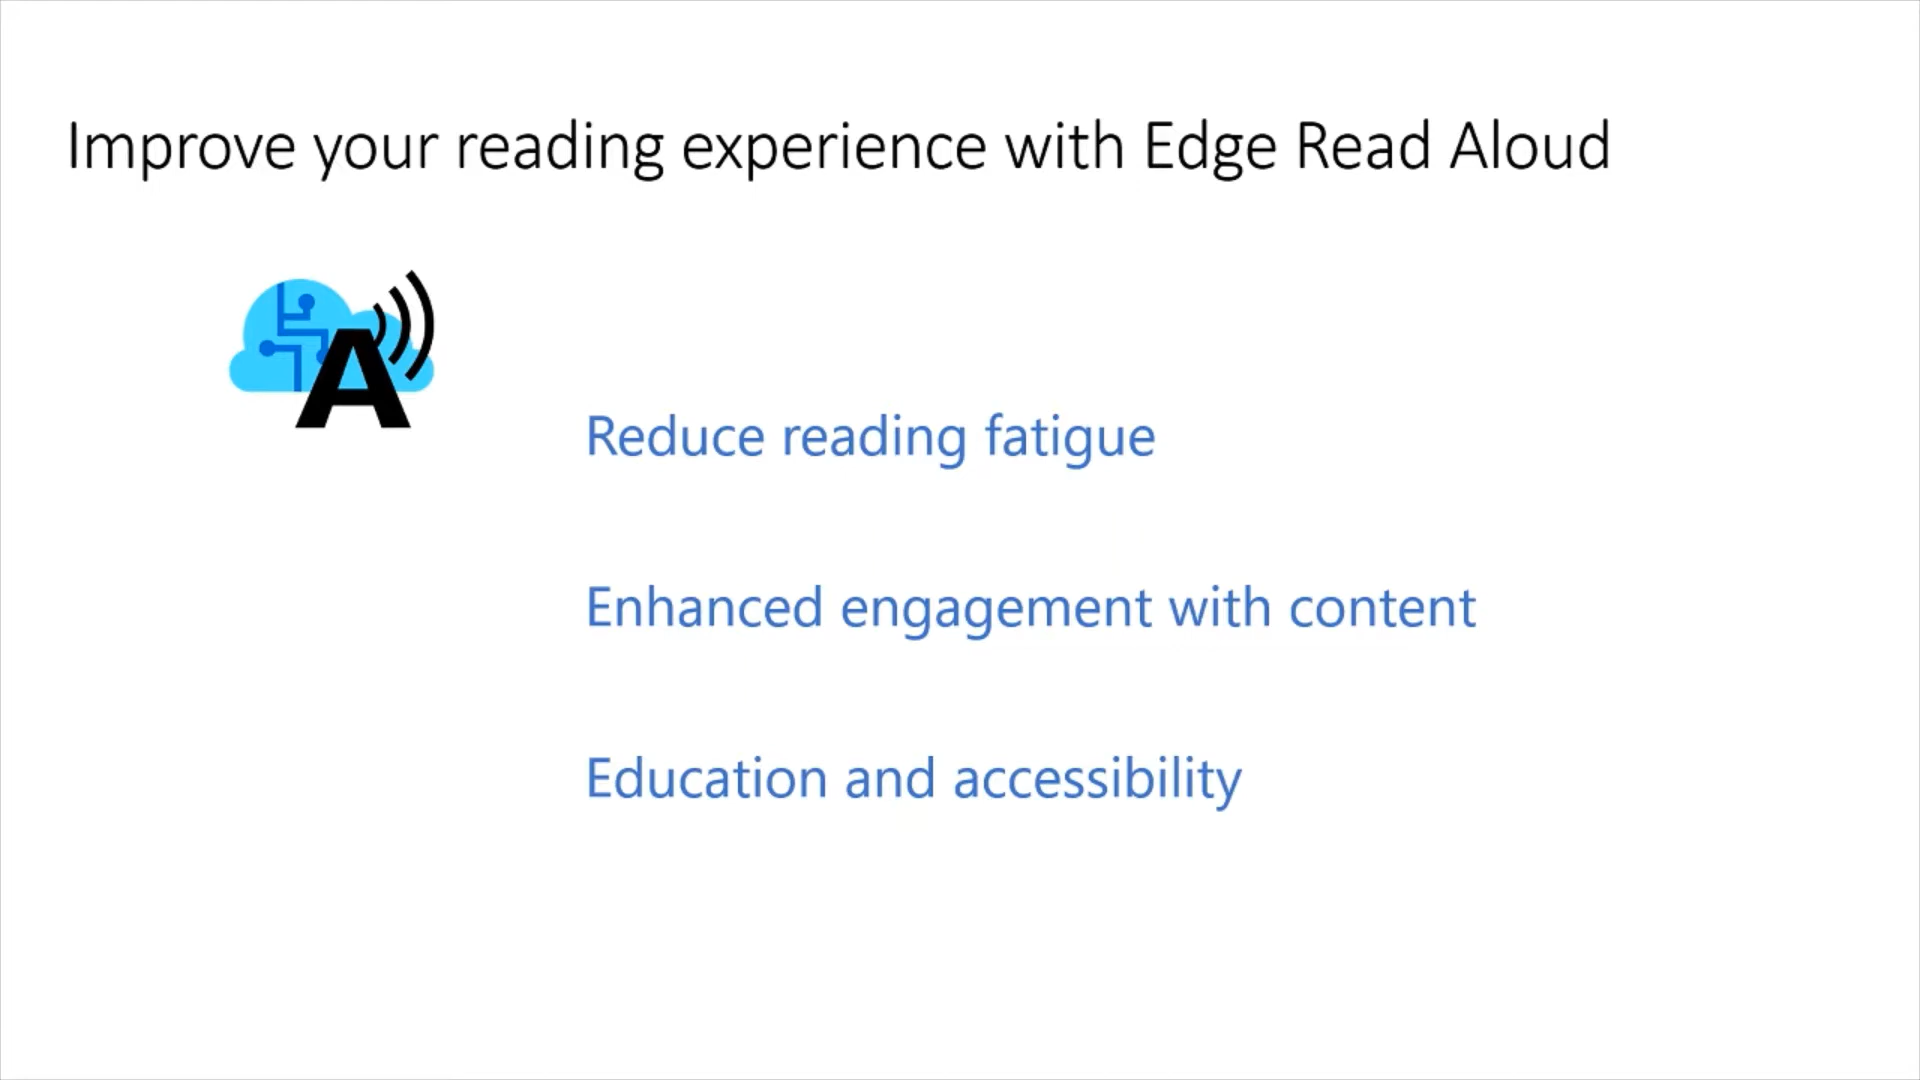 Improve your reading experience with Edge Read Aloud
A
Reduce reading fatigue
Enhanced engagement with content
Education and accessibility